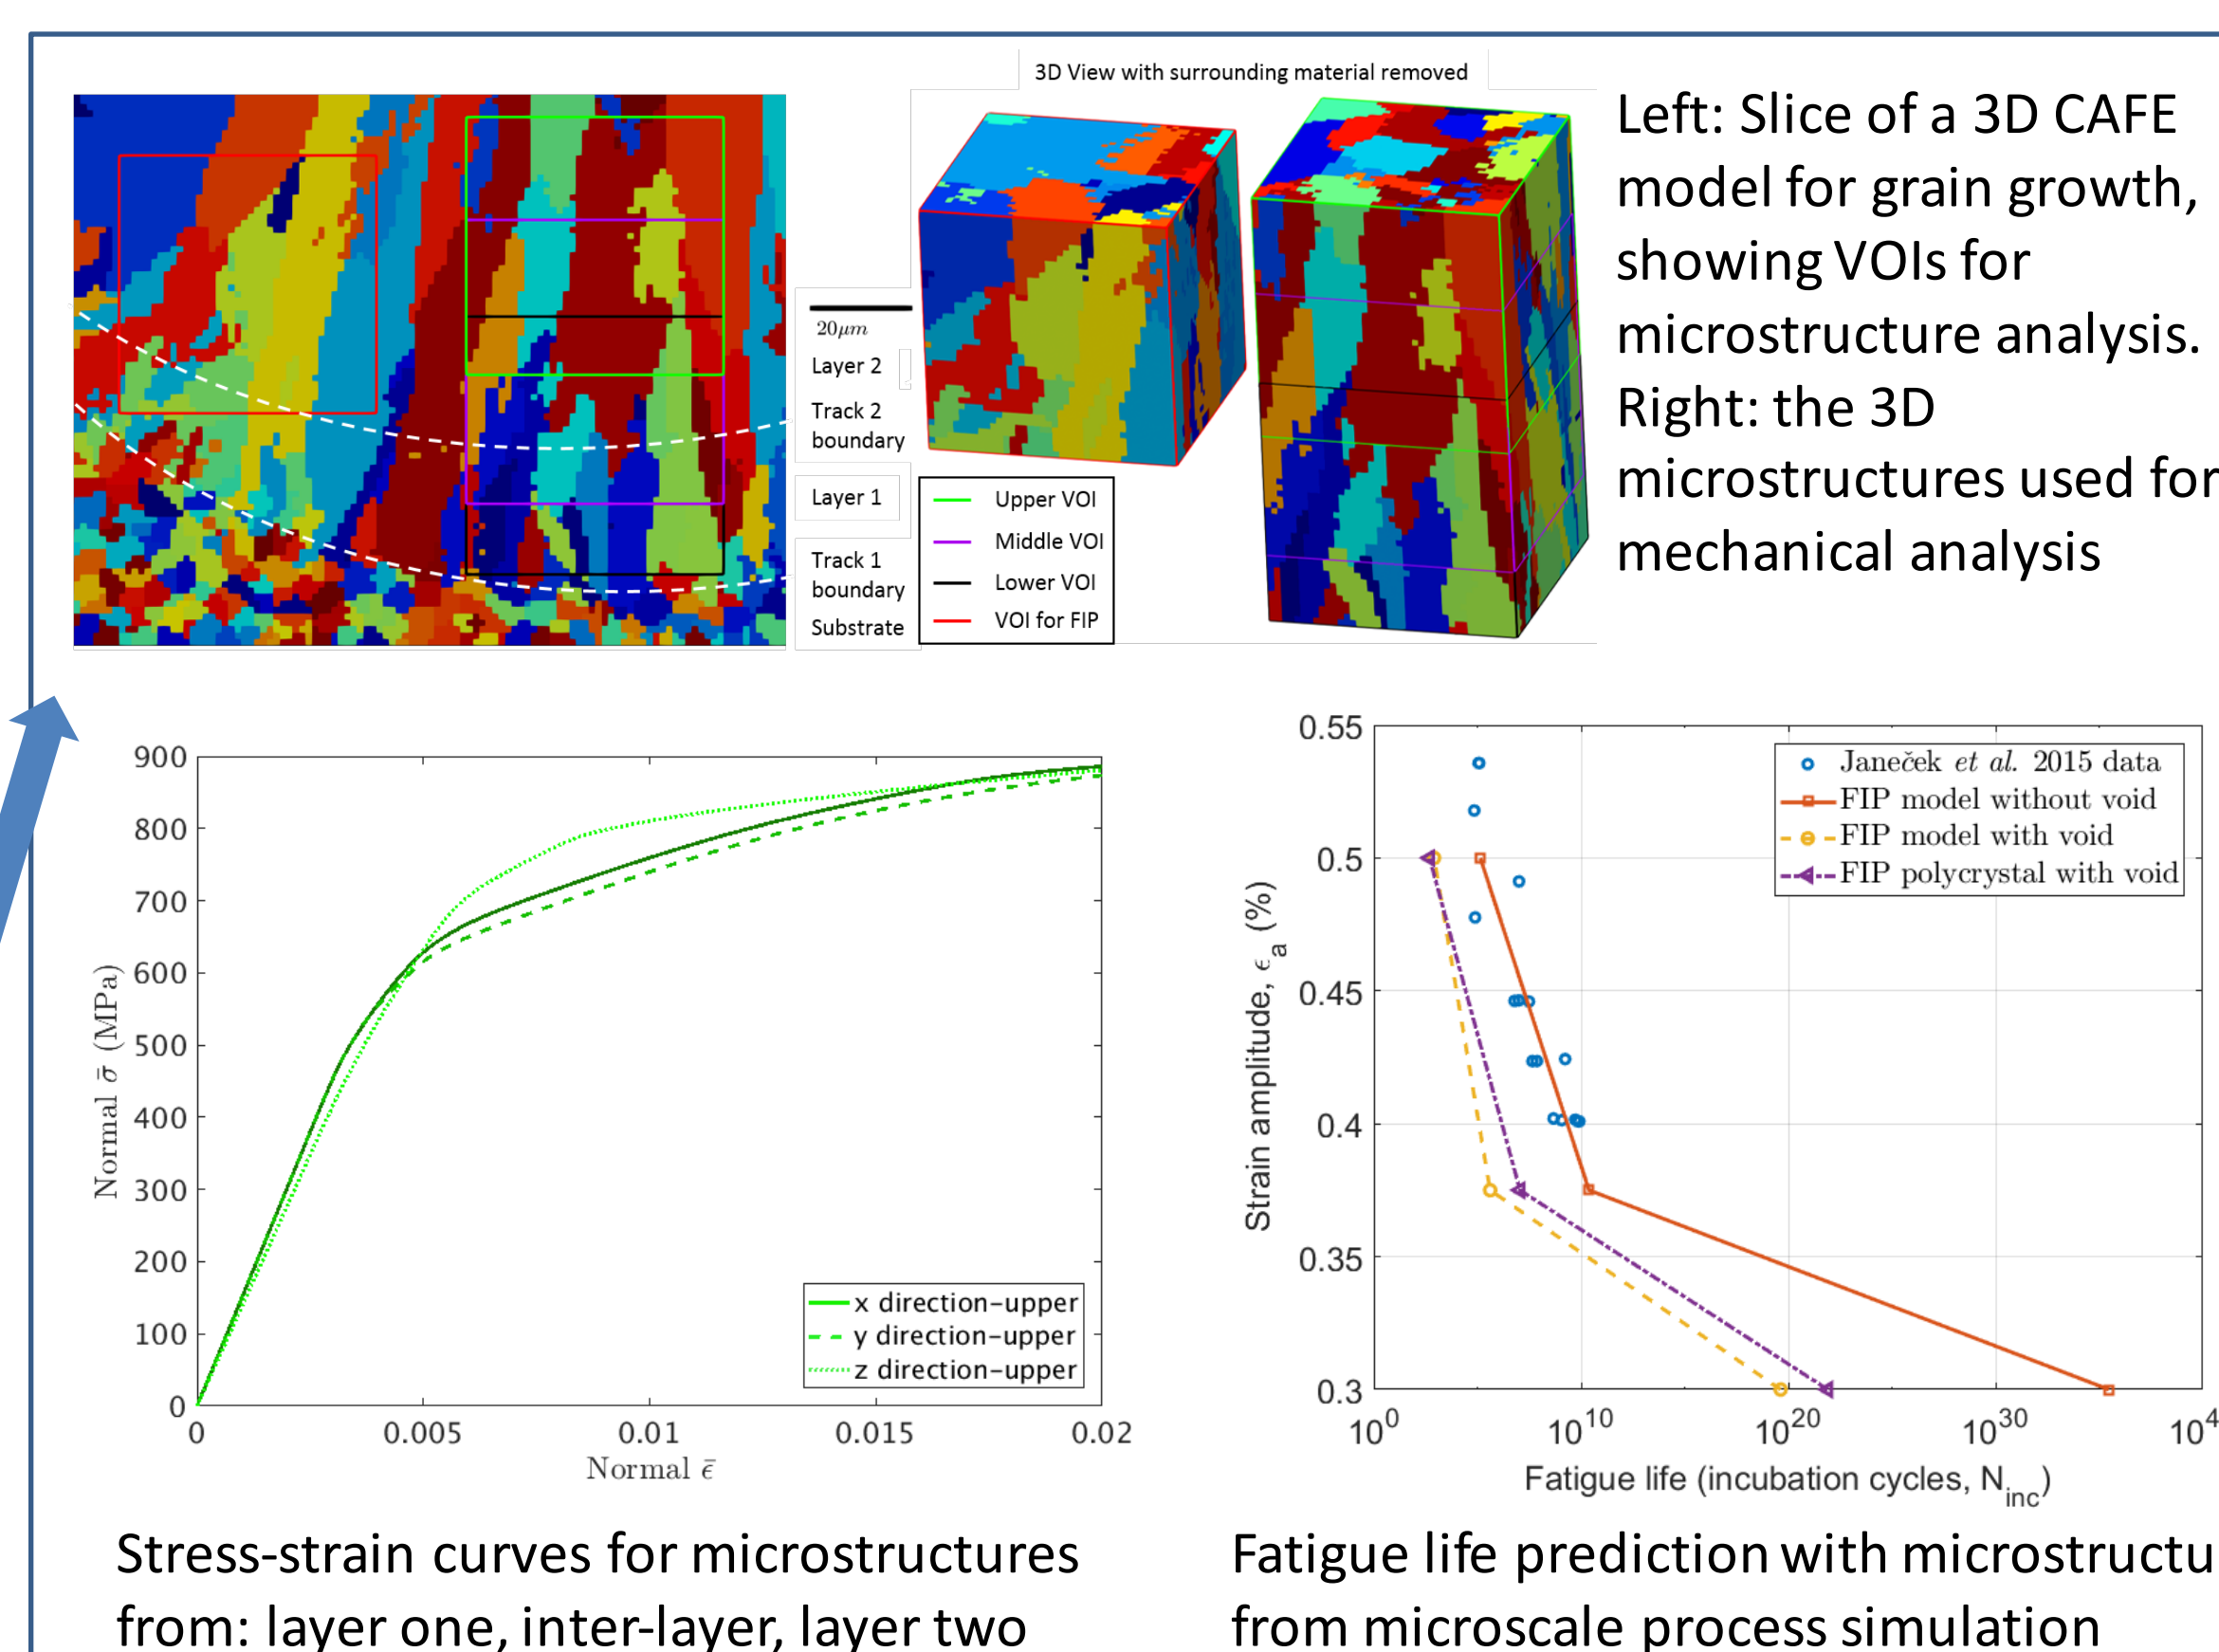 3D View with surrounding material removed
20μm
Layer 2
Track 2
boundary
Layer 1
Track 1
boundary
Substrate
Upper VOI
Middle VOI
Lower VOI
VOI for FIP
Left: Slice of a 3D CAFE
model for grain growth,
showing VOIs for
microstructure analysis.
Right: the 3D
microstructures used for
mechanical analysis
900
800
700
600
500
400
300
200
100
0
Normal σ̄ (MPa)
0 0.005 0.01 0.015 0.02
Normal ϵ̄
x direction-upper
y direction-upper
z direction-upper
Stress-strain curves for microstructures
from: layer one, inter-layer, layer two
0.55
0.5
0.45
0.4
0.35
0.3
Strain amplitude, ϵ_a (%)
Janeček et al. 2015 data
FIP model without void
FIP model with void
FIP polycrystal with void
10^0 10^10 10^20 10^30 10^4
Fatigue life (incubation cycles, N_inc)
Fatigue life prediction with microstructu
from microscale process simulation